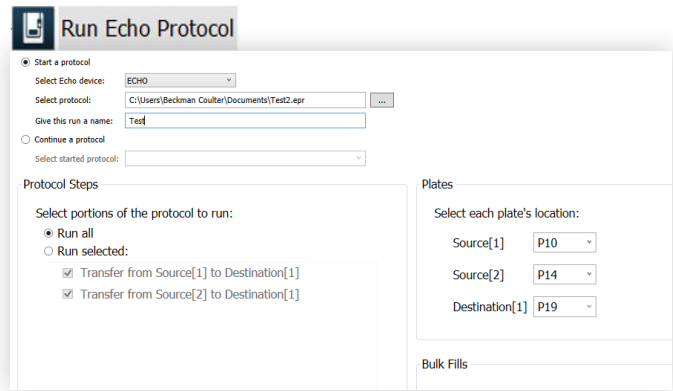 Run Echo Protocol
Start a protocol
Select Echo device: ECHO
Select protocol: C:\Users\Beckman Coulter\Documents\Test2.epr ...
Give this run a name: Test
Continue a protocol
Select started protocol:
Protocol Steps
Select portions of the protocol to run:
Run all
Run selected:
Transfer from Source[1] to Destination[1]
Transfer from Source[2] to Destination[1]
Plates
Select each plate's location:
Source[1] P10
Source[2] P14
Destination[1] P19
Bulk Fills